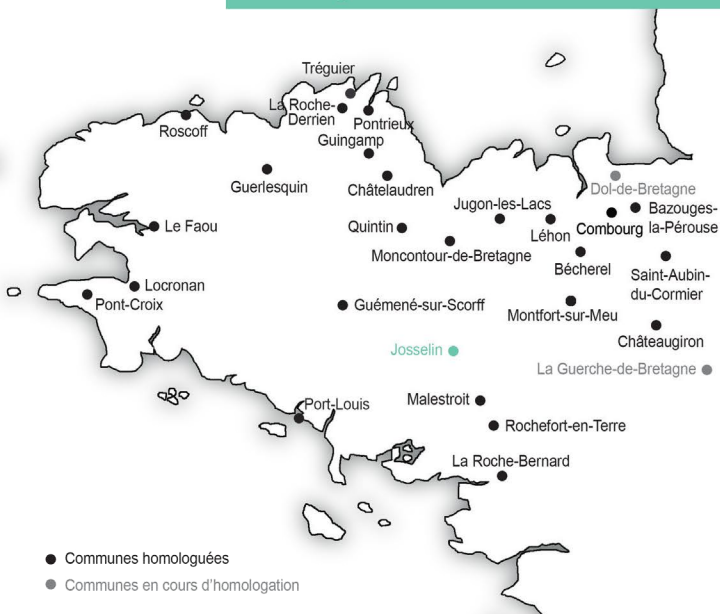 Tréguier
La Roche-
Derrien
Pontrieux
Roscoff
Guingamp
Guerlesquin
Châtelaudren
Dol-de-Bretagne
Jugon-les-Lacs
Bazouges-
la-Pérouse
Le Faou
Quintin
Léhon
Combourg
Moncontour-de-Bretagne
Bécherel
Saint-Aubin-
du-Cormier
Locronan
Pont-Croix
Guémené-sur-Scorff
Montfort-sur-Meu
Châteaugiron
Josselin
La Guerche-de-Bretagne
Port-Louis
Malestroit
Rochefort-en-Terre
La Roche-Bernard
Communes homologuées
Communes en cours d'homologation